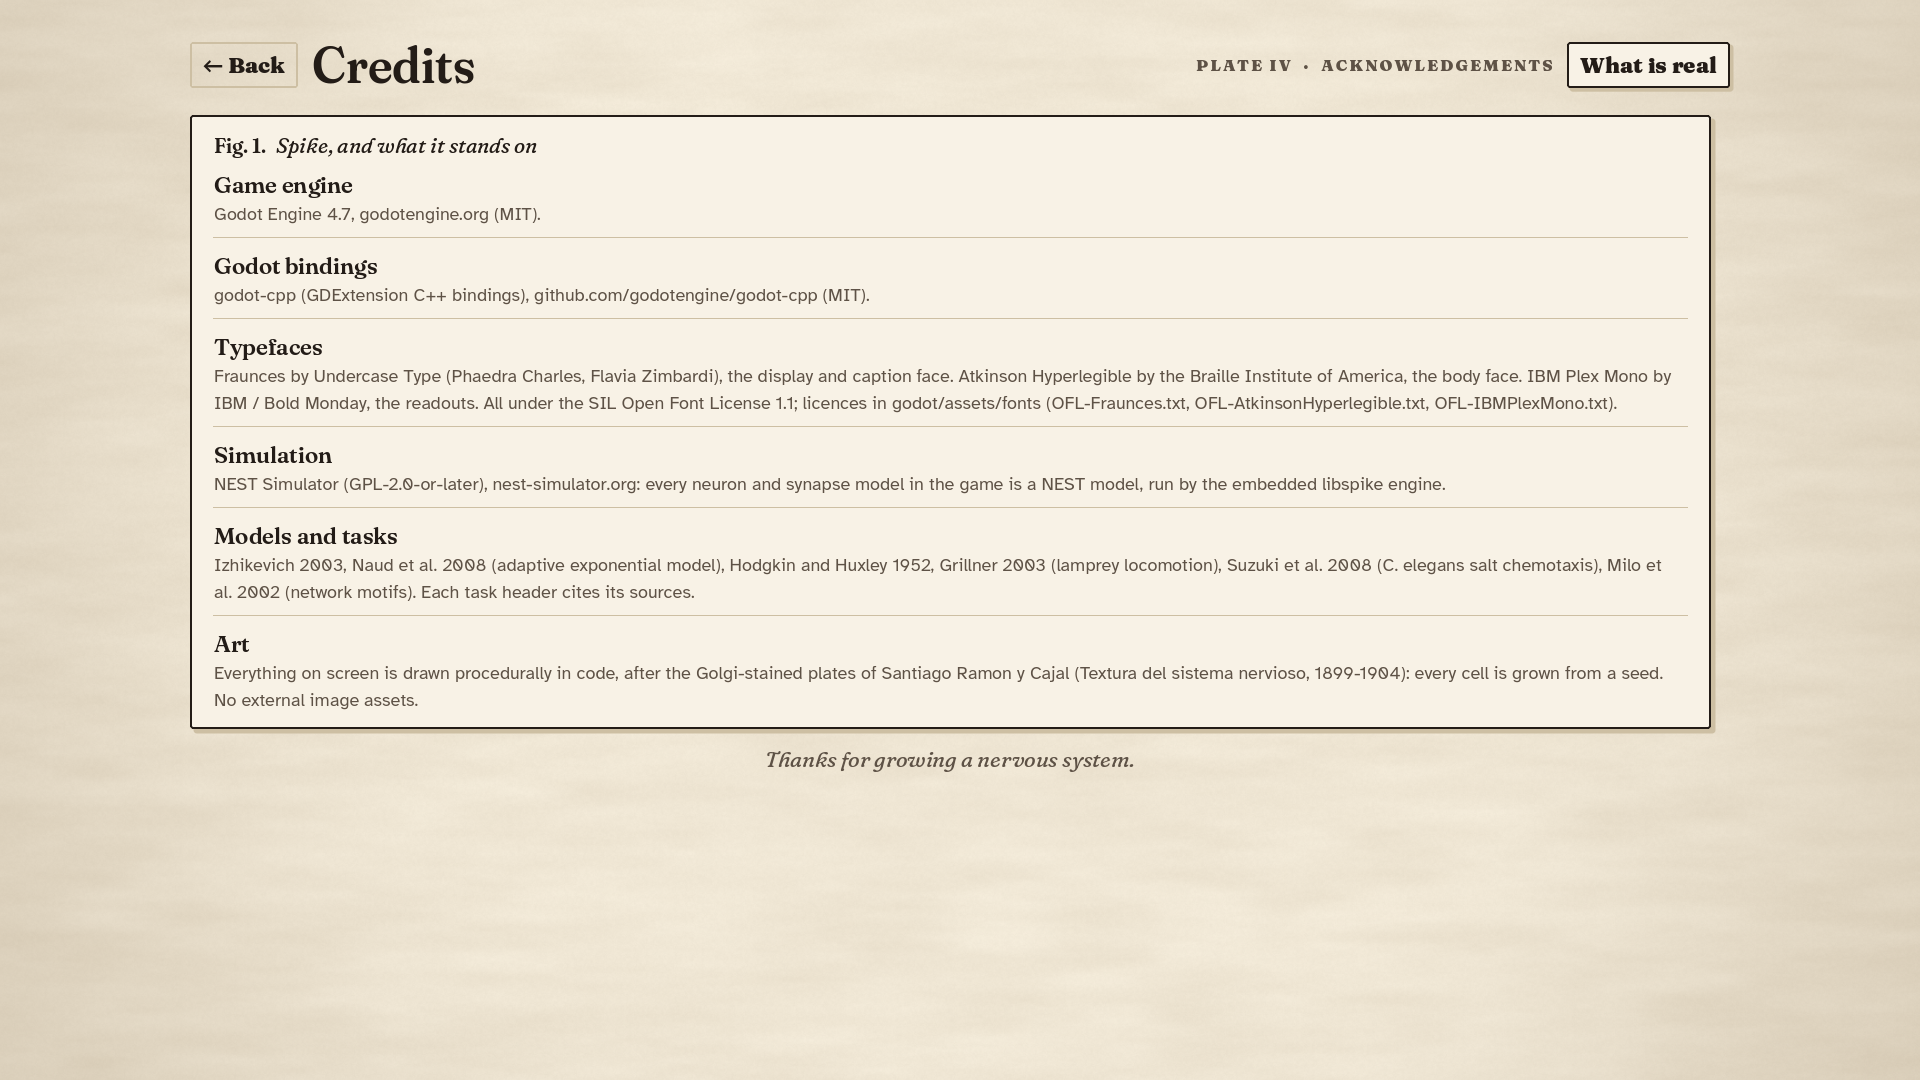 ← Back
Credits
PLATE IV • ACKNOWLEDGEMENTS
What is real
Fig. 1. Spike, and what it stands on
Game engine
Godot Engine 4.7, godotengine.org (MIT).
Godot bindings
godot-cpp (GDExtension C++ bindings), github.com/godotengine/godot-cpp (MIT).
Typefaces
Fraunces by Undercase Type (Phaedra Charles, Flavia Zimbardi), the display and caption face. Atkinson Hyperlegible by the Braille Institute of America, the body face. IBM Plex Mono by
IBM / Bold Monday, the readouts. All under the SIL Open Font License 1.1; licences in godot/assets/fonts (OFL-Fraunces.txt, OFL-AtkinsonHyperlegible.txt, OFL-IBMPlexMono.txt).
Simulation
NEST Simulator (GPL-2.0-or-later), nest-simulator.org: every neuron and synapse model in the game is a NEST model, run by the embedded libspike engine.
Models and tasks
Izhikevich 2003, Naud et al. 2008 (adaptive exponential model), Hodgkin and Huxley 1952, Grillner 2003 (lamprey locomotion), Suzuki et al. 2008 (C. elegans salt chemotaxis), Milo et
al. 2002 (network motifs). Each task header cites its sources.
Art
Everything on screen is drawn procedurally in code, after the Golgi-stained plates of Santiago Ramon y Cajal (Textura del sistema nervioso, 1899-1904): every cell is grown from a seed.
No external image assets.
Thanks for growing a nervous system.